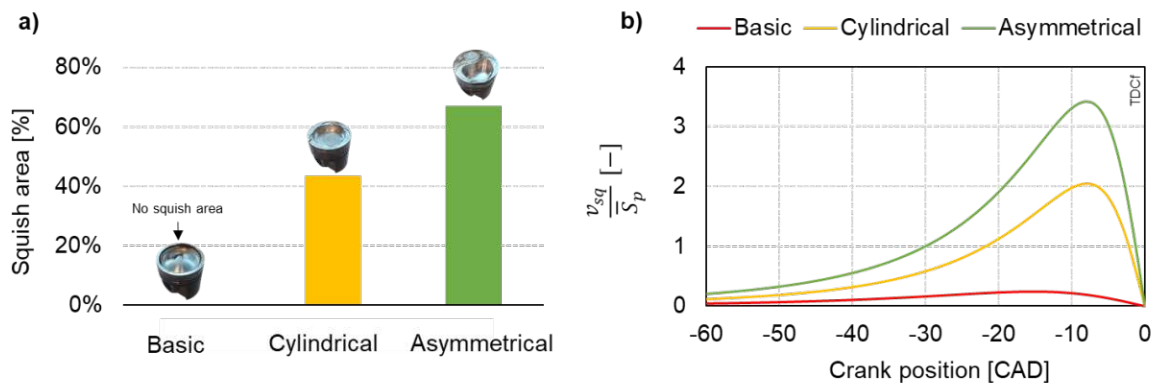 a)
Squish area [%]
80%
60%
40%
20%
0%
No squish area
Basic
Cylindrical
Asymmetrical
b)
Basic
Cylindrical
Asymmetrical
v_sq / S̅_p [−]
4
3
2
1
0
TDCf
-60
-50
-40
-30
-20
-10
0
Crank position [CAD]